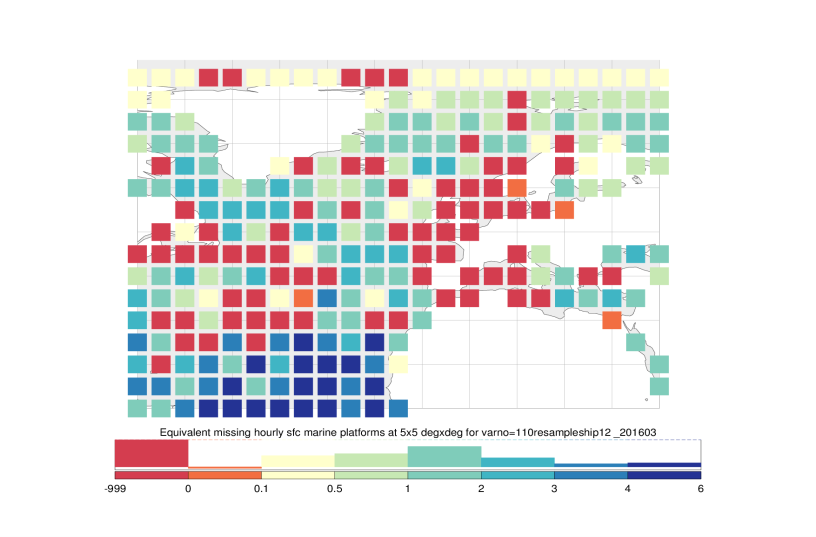 Equivalent missing hourly sfc marine platforms at 5x5 degxdeg for varno=110resampleship12 _201603
-999 0 0.1 0.5 1 2 3 4 6